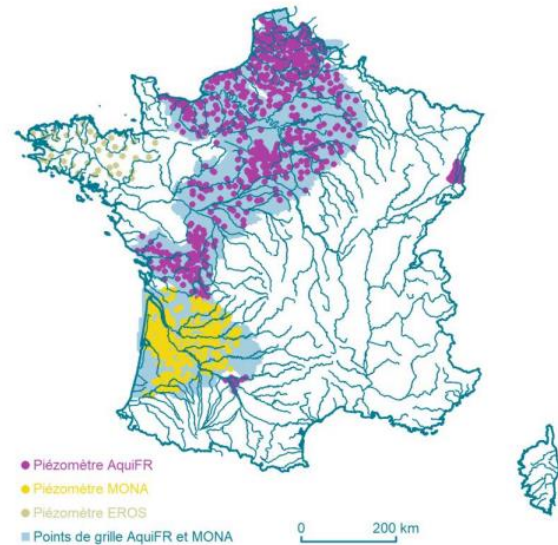 Piézomètre AquiFR
Piézomètre MONA
Piézomètre EROS
Points de grille AquiFR et MONA
0 200 km